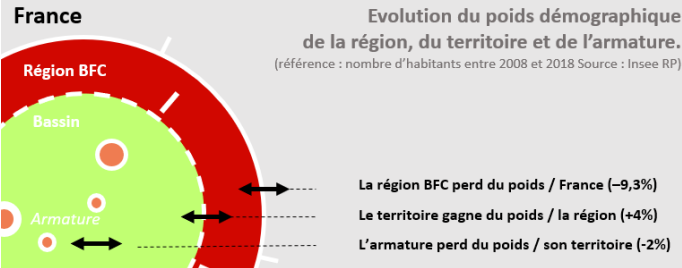 France
Evolution du poids démographique
de la région, du territoire et de l’armature.
(référence : nombre d’habitants entre 2008 et 2018 Source : Insee RP)
Région BFC
Bassin
La région BFC perd du poids / France (–9,3%)
Le territoire gagne du poids / la région (+4%)
Armature
L’armature perd du poids / son territoire (-2%)